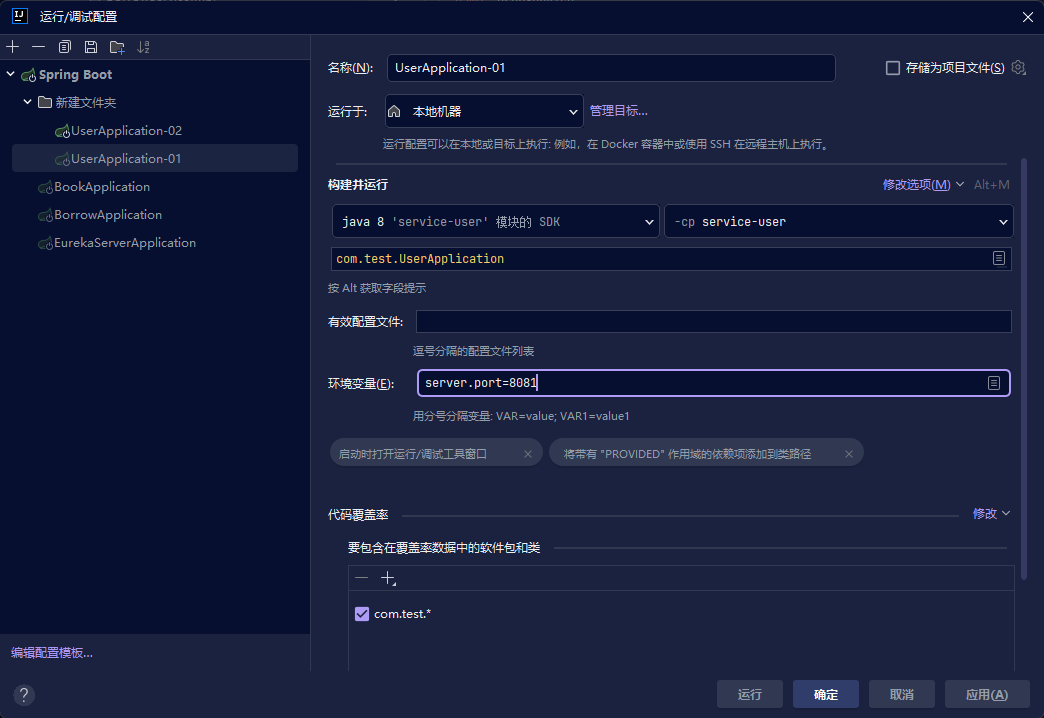 运行/调试配置
Spring Boot
新建文件夹
UserApplication-02
UserApplication-01
BookApplication
BorrowApplication
EurekaServerApplication
编辑配置模板...
名称(N):
UserApplication-01
存储为项目文件(S)
运行于:
本地机器
管理目标...
运行配置可以在本地或目标上执行: 例如，在 Docker 容器中或使用 SSH 在远程主机上执行。
构建并运行
修改选项(M)
Alt+M
java 8 'service-user' 模块的 SDK
-cp service-user
com.test.UserApplication
按 Alt 获取字段提示
有效配置文件:
逗号分隔的配置文件列表
环境变量(E):
server.port=8081
用分号分隔变量: VAR=value; VAR1=value1
启动时打开运行/调试工具窗口
将带有 "PROVIDED" 作用域的依赖项添加到类路径
代码覆盖率
修改
要包含在覆盖率数据中的软件包和类
com.test.*
?
运行
确定
取消
应用(A)